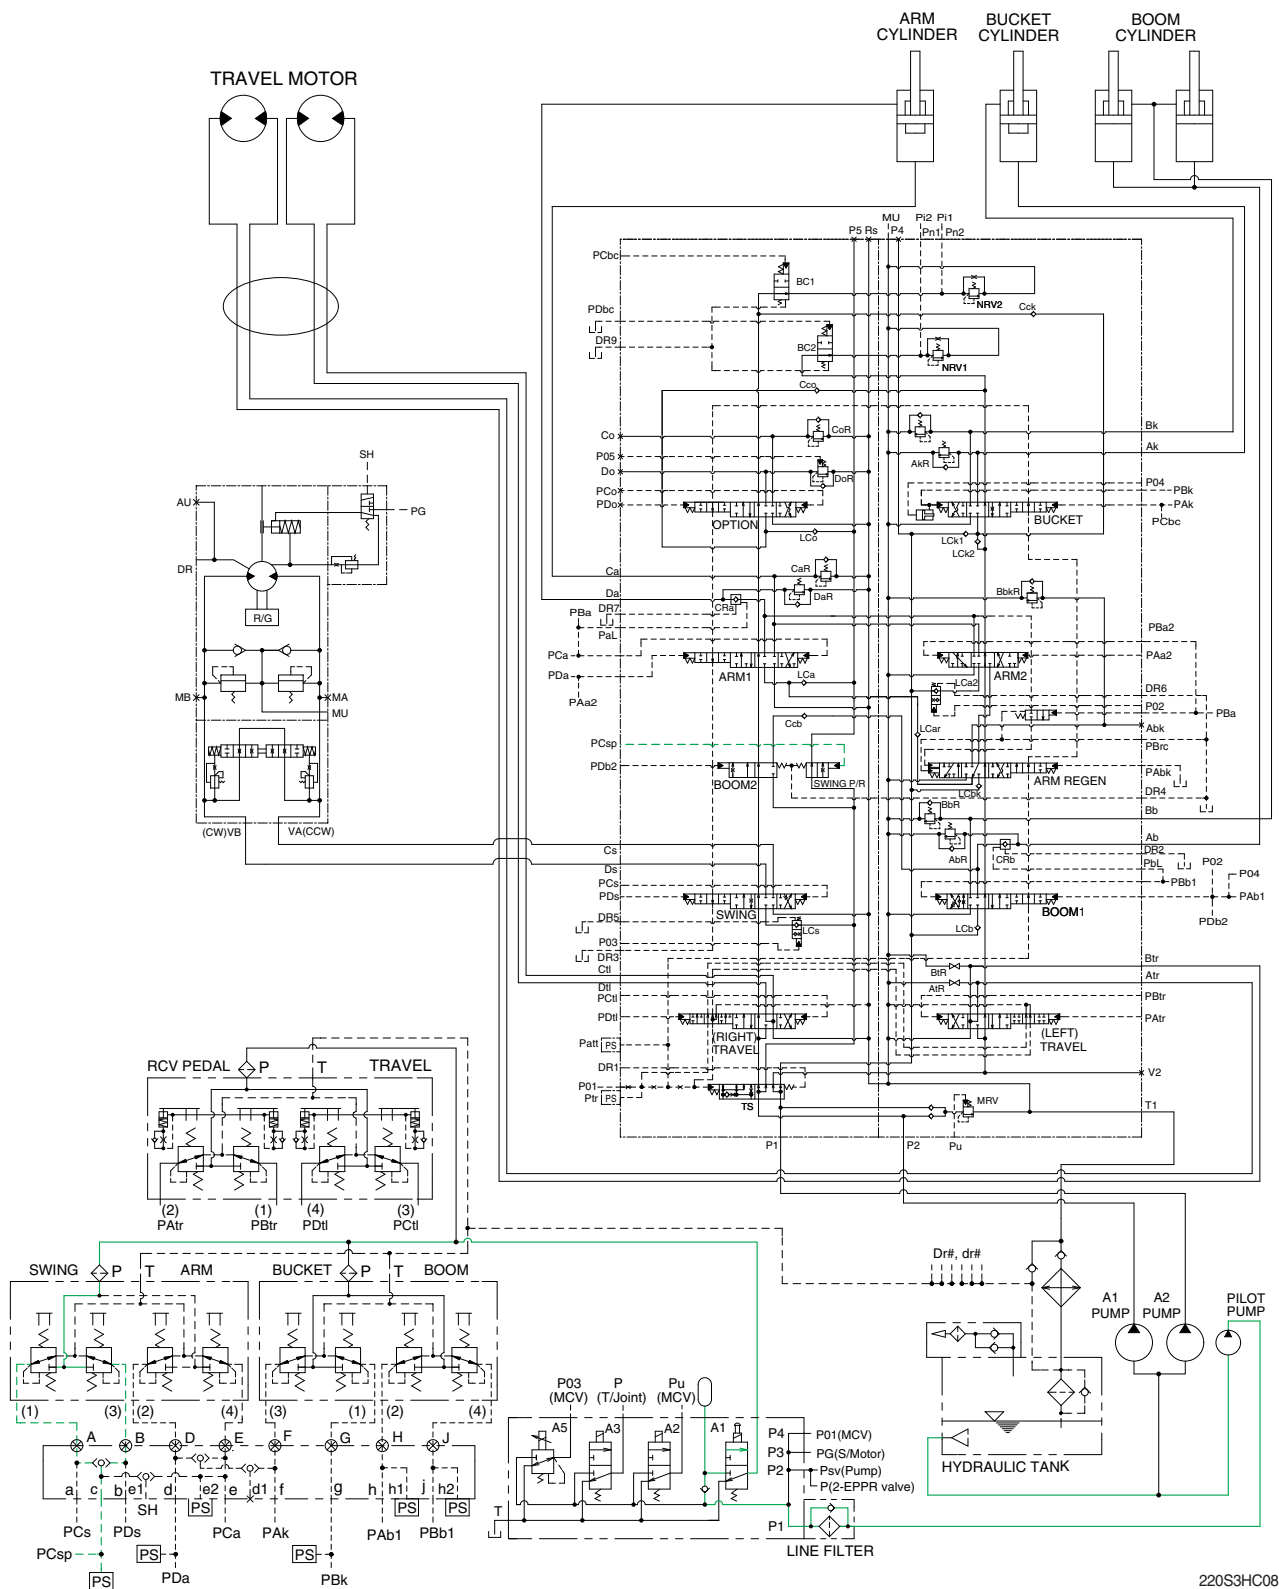 ARM
CYLINDER
BUCKET
CYLINDER
BOOM
CYLINDER
TRAVEL MOTOR
P5 Rs
MU
P4
Pi2 Pi1
Pn1 Pn2
PCbc
BC1
NRV2
Cck
PDbc
DR9
BC2
NRV1
Cco
Co
CoR
Bk
P05
Ak
Do
DoR
AkR
PCo
P04
PBk
PDo
PAk
OPTION
BUCKET
PCbc
LCo
LCk1
LCk2
SH
AU
PG
DR
R/G
MB
MA
MU
(CW)VB
VA(CCW)
Ca
CaR
Da
DaR
BbkR
DR7
CRa
PBa
PaL
PBa2
PCa
PAa2
PDa
ARM1
LCa
ARM2
LCa2
PAa2
DR6
P02
PBa
Ccb
LCar
Abk
PCsp
PBrc
PDb2
PAbk
BOOM2
SWING P/R
ARM REGEN
LCbk
DR4
BbR
Bb
Cs
AbR
CRb
Ab
DR2
Ds
PbL
P02
P04
PCs
PBb1
PDs
PAb1
SWING
BOOM1
DR5
LCs
LCb
PDb2
P03
DR3
Btr
Ctl
BtR
Atr
Dtl
AtR
PCtl
PBtr
PDtl
PAtr
(RIGHT)
TRAVEL
(LEFT)
TRAVEL
Patt PS
DR1
V2
P01
Ptr PS
TS
MRV
T1
P1
P2
Pu
RCV PEDAL
P
T
TRAVEL
(2)
(1)
(4)
(3)
PAtr
PBtr
PDtl
PCtl
SWING
P
T
ARM
BUCKET
P
T
BOOM
(1)
(3)
(2)
(4)
(3)
(1)
(2)
(4)
A
B
D
E
F
G
H
J
a
c
b
e1
d
e2
e
d1
f
g
h
h1
j
h2
SH
PS
PS
PS
PCs
PDs
PCa
PAk
PAb1
PBb1
PCsp
PS
PS
PS
PDa
PBk
P03
(MCV)
P
(T/Joint)
Pu
(MCV)
A5
A3
A2
A1
P4
P01(MCV)
P3
PG(S/Motor)
P2
Psv(Pump)
P(2-EPPR valve)
T
P1
LINE FILTER
Dr#, dr#
A1
PUMP
A2
PUMP
PILOT
PUMP
HYDRAULIC TANK
220S3HC08